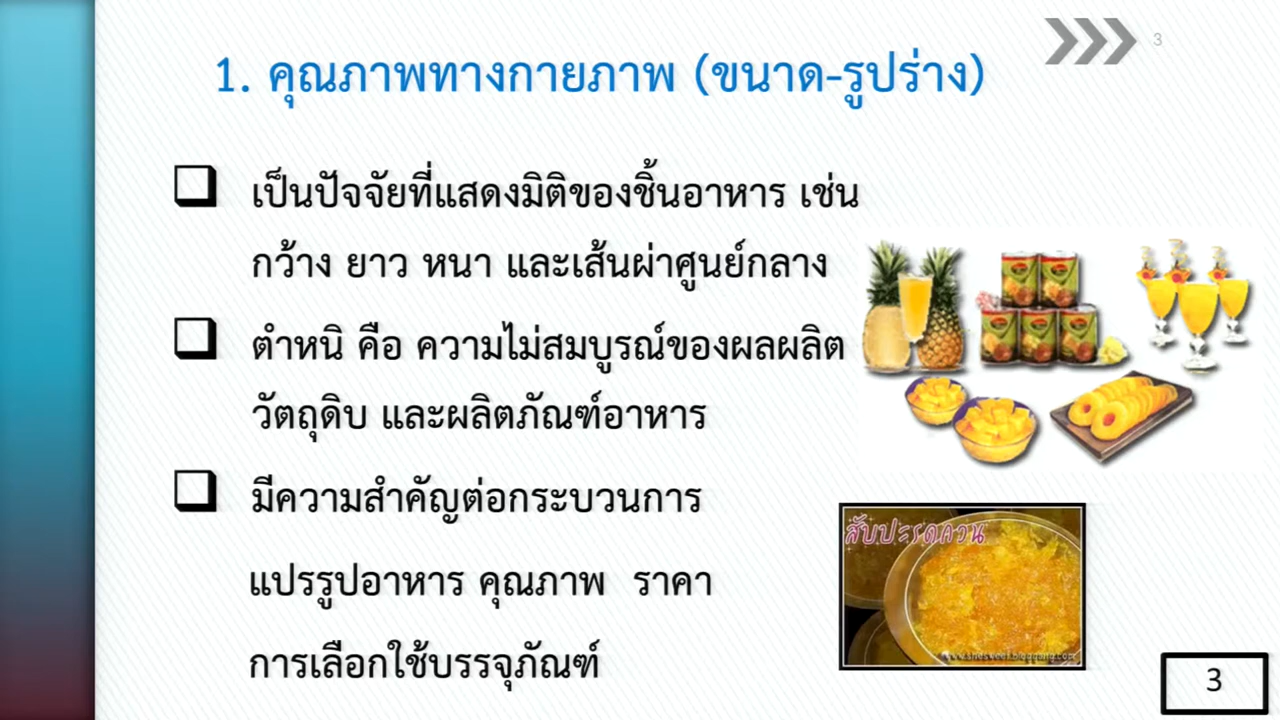 3
1. คุณภาพทางกายภาพ (ขนาด-รูปร่าง)
เป็นปัจจัยที่แสดงมิติของชิ้นอาหาร เช่น
กว้าง ยาว หนา และเส้นผ่าศูนย์กลาง
ตำหนิ คือ ความไม่สมบูรณ์ของผลผลิต
วัตถุดิบ และผลิตภัณฑ์อาหาร
มีความสำคัญต่อกระบวนการ
แปรรูปอาหาร คุณภาพ ราคา
การเลือกใช้บรรจุภัณฑ์
สับปะรดกวน
3